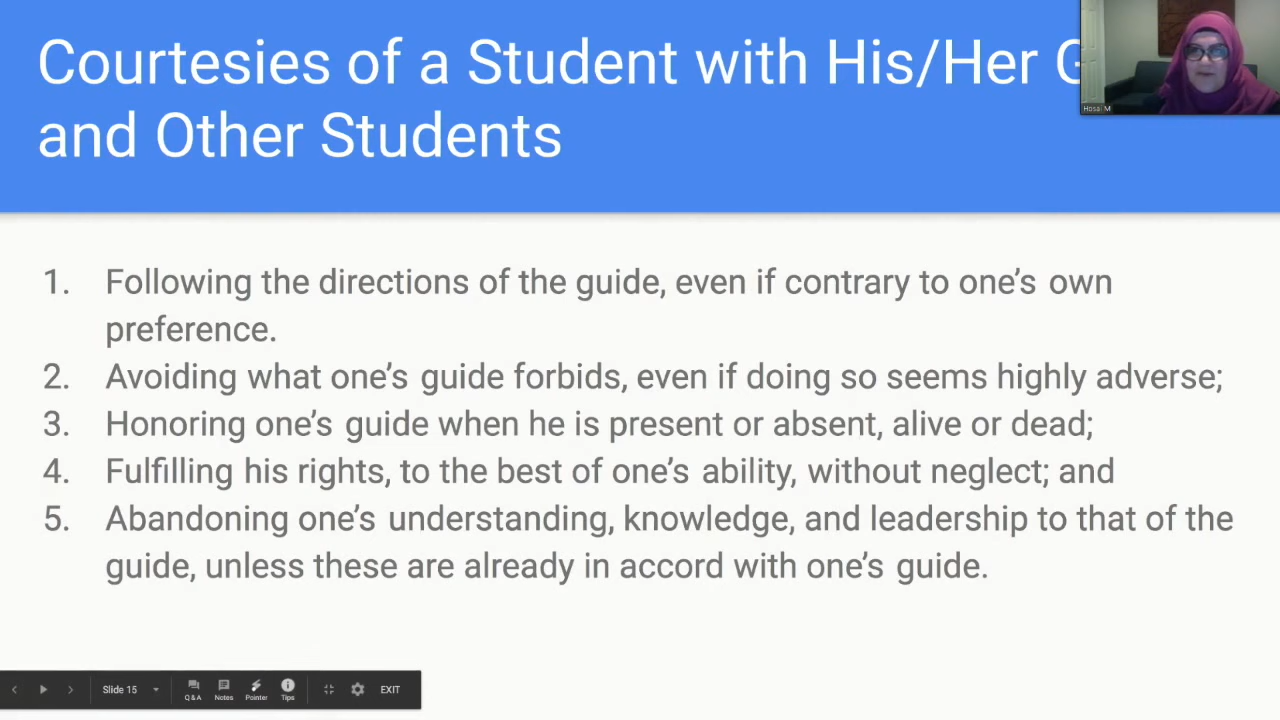 Courtesies of a Student with His/Her
and Other Students
Hosai M
1. Following the directions of the guide, even if contrary to one's own
preference.
2. Avoiding what one's guide forbids, even if doing so seems highly adverse;
3. Honoring one's guide when he is present or absent, alive or dead;
4. Fulfilling his rights, to the best of one's ability, without neglect; and
5. Abandoning one's understanding, knowledge, and leadership to that of the
guide, unless these are already in accord with one's guide.
Slide 15 Q&A Notes Pointer Tips EXIT